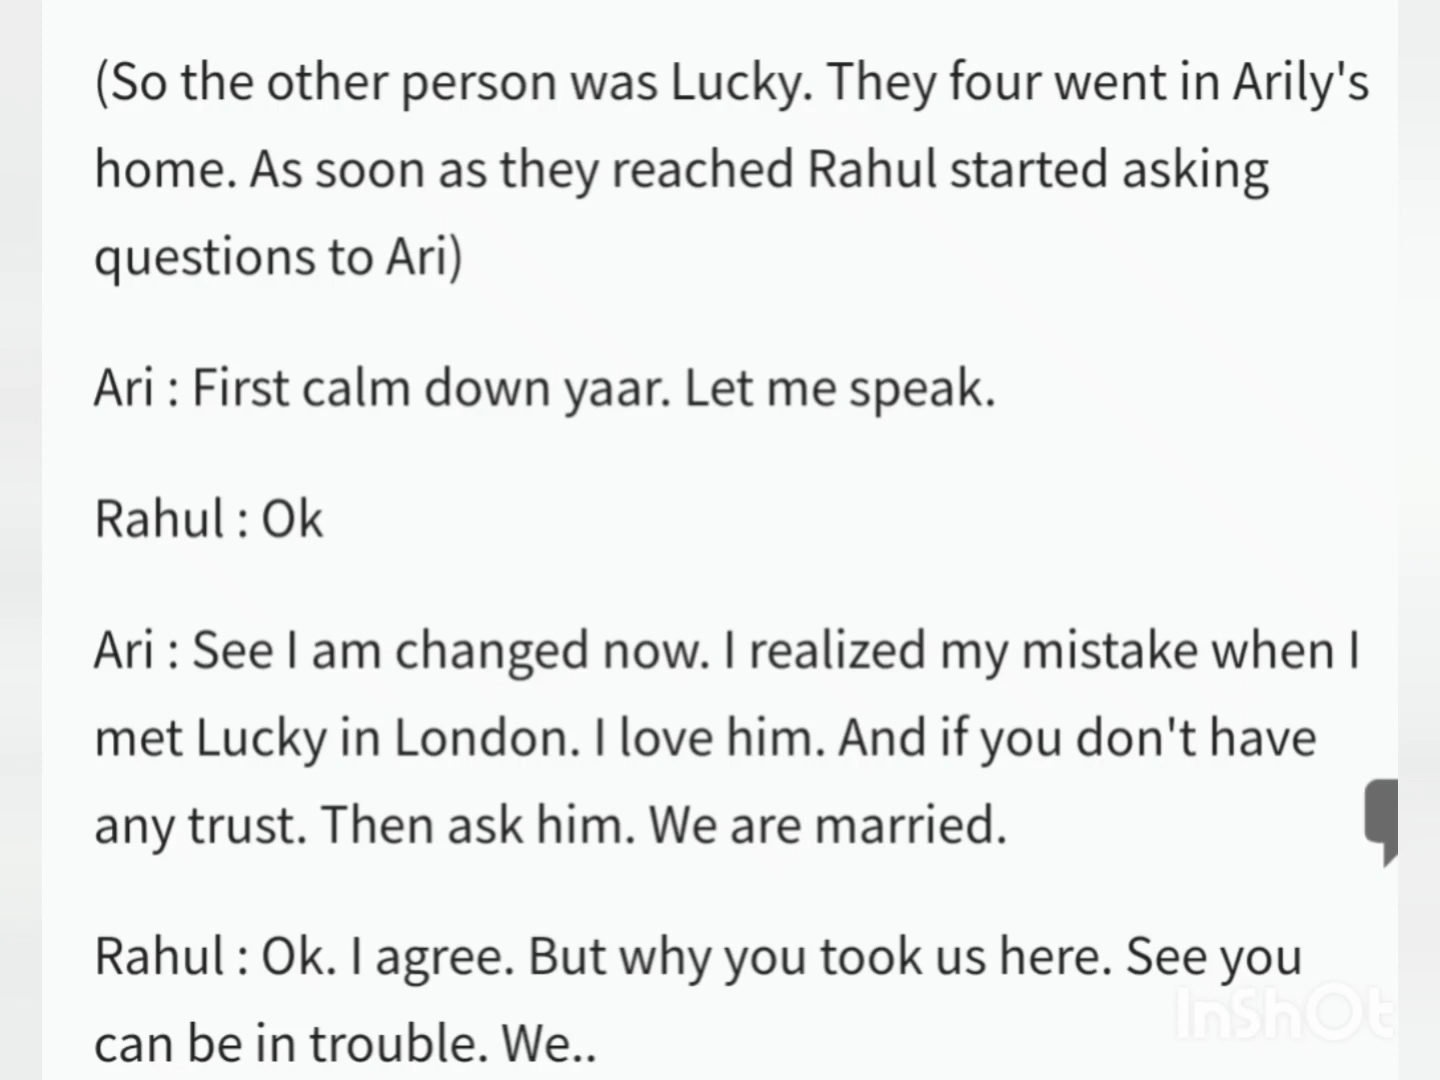 (So the other person was Lucky. They four went in Arily's
home. As soon as they reached Rahul started asking
questions to Ari)
Ari : First calm down yaar. Let me speak.
Rahul : Ok
Ari : See I am changed now. I realized my mistake when I
met Lucky in London. I love him. And if you don't have
any trust. Then ask him. We are married.
Rahul : Ok. I agree. But why you took us here. See you
can be in trouble. We..
InShOt